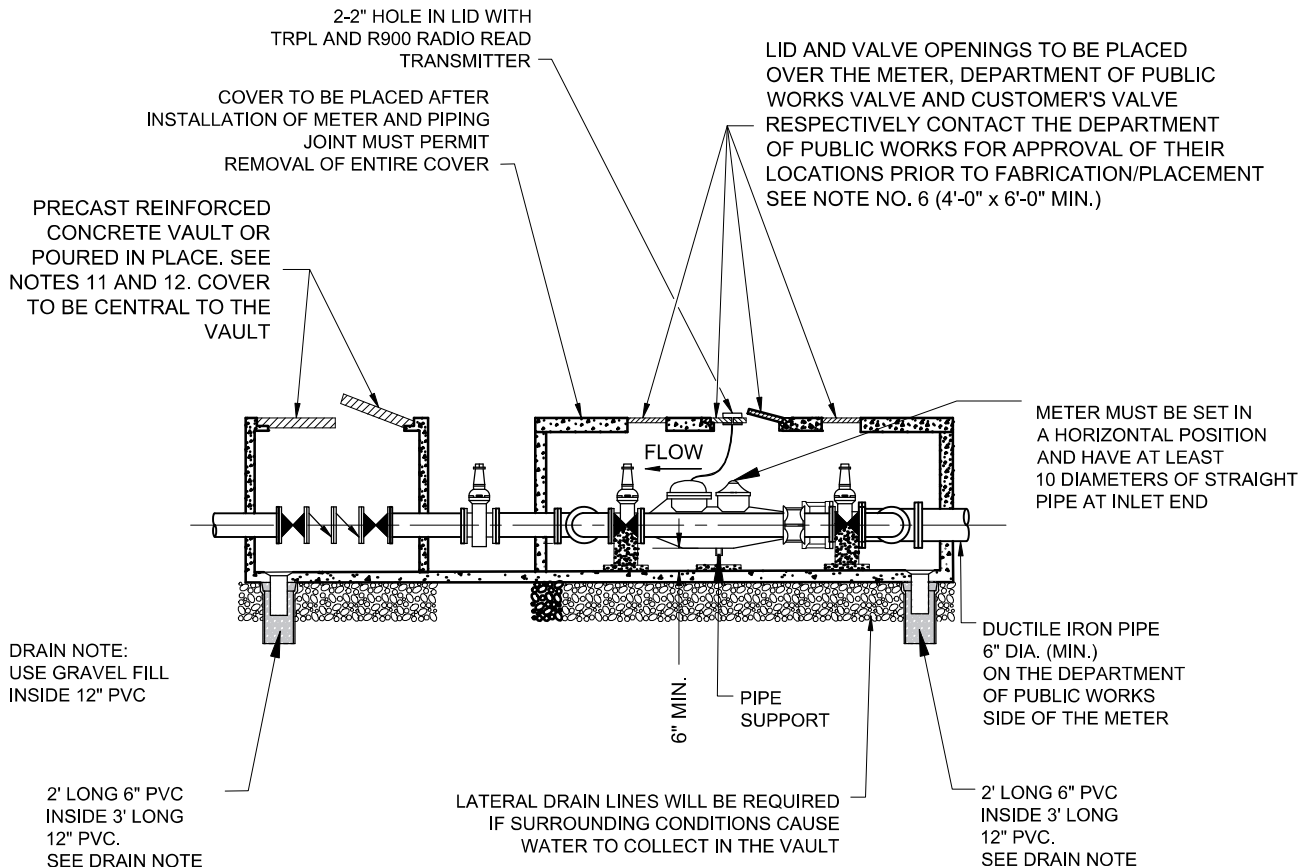 2-2" HOLE IN LID WITH
TRPL AND R900 RADIO READ
TRANSMITTER
LID AND VALVE OPENINGS TO BE PLACED
OVER THE METER, DEPARTMENT OF PUBLIC
WORKS VALVE AND CUSTOMER'S VALVE
RESPECTIVELY CONTACT THE DEPARTMENT
OF PUBLIC WORKS FOR APPROVAL OF THEIR
LOCATIONS PRIOR TO FABRICATION/PLACEMENT
SEE NOTE NO. 6 (4'-0" x 6'-0" MIN.)
COVER TO BE PLACED AFTER
INSTALLATION OF METER AND PIPING
JOINT MUST PERMIT
REMOVAL OF ENTIRE COVER
PRECAST REINFORCED
CONCRETE VAULT OR
POURED IN PLACE. SEE
NOTES 11 AND 12. COVER
TO BE CENTRAL TO THE
VAULT
METER MUST BE SET IN
A HORIZONTAL POSITION
AND HAVE AT LEAST
10 DIAMETERS OF STRAIGHT
PIPE AT INLET END
FLOW
DRAIN NOTE:
USE GRAVEL FILL
INSIDE 12" PVC
6" MIN.
PIPE
SUPPORT
DUCTILE IRON PIPE
6" DIA. (MIN.)
ON THE DEPARTMENT
OF PUBLIC WORKS
SIDE OF THE METER
2' LONG 6" PVC
INSIDE 3' LONG
12" PVC.
SEE DRAIN NOTE
LATERAL DRAIN LINES WILL BE REQUIRED
IF SURROUNDING CONDITIONS CAUSE
WATER TO COLLECT IN THE VAULT
2' LONG 6" PVC
INSIDE 3' LONG
12" PVC.
SEE DRAIN NOTE